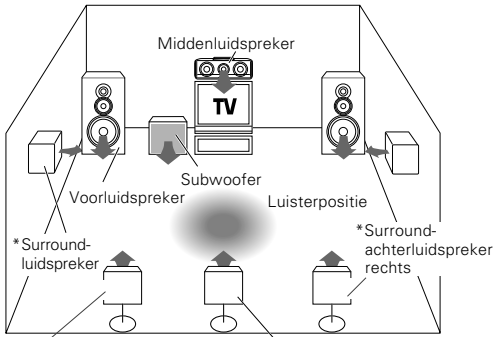 Middenluidspreker
TV
Subwoofer
Voorluidspreker
Luisterpositie
*Surround-
luidspreker
*Surround-
achterluidspreker
rechts